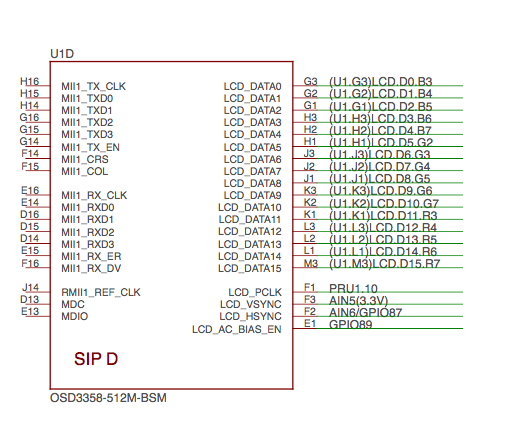 U1D
H16 MII1_TX_CLK LCD_DATA0 G3 (U1.G3)LCD.D0.B3
H15 MII1_TXD0 LCD_DATA1 G2 (U1.G2)LCD.D1.B4
H14 MII1_TXD1 LCD_DATA2 G1 (U1.G1)LCD.D2.B5
G16 MII1_TXD2 LCD_DATA3 H3 (U1.H3)LCD.D3.B6
G15 MII1_TXD3 LCD_DATA4 H2 (U1.H2)LCD.D4.B7
G14 MII1_TX_EN LCD_DATA5 H1 (U1.H1)LCD.D5.G2
F14 MII1_CRS LCD_DATA6 J3 (U1.J3)LCD.D6.G3
F15 MII1_COL LCD_DATA7 J2 (U1.J2)LCD.D7.G4
LCD_DATA8 J1 (U1.J1)LCD.D8.G5
E16 MII1_RX_CLK LCD_DATA9 K3 (U1.K3)LCD.D9.G6
E14 MII1_RXD0 LCD_DATA10 K2 (U1.K2)LCD.D10.G7
D16 MII1_RXD1 LCD_DATA11 K1 (U1.K1)LCD.D11.R3
D15 MII1_RXD2 LCD_DATA12 L3 (U1.L3)LCD.D12.R4
D14 MII1_RXD3 LCD_DATA13 L2 (U1.L2)LCD.D13.R5
E15 MII1_RX_ER LCD_DATA14 L1 (U1.L1)LCD.D14.R6
F16 MII1_RX_DV LCD_DATA15 M3 (U1.M3)LCD.D15.R7
J14 RMII1_REF_CLK LCD_PCLK F1 PRU1.10
D13 MDC LCD_VSYNC F3 AIN5(3.3V)
E13 MDIO LCD_HSYNC F2 AIN6/GPIO87
LCD_AC_BIAS_EN E1 GPIO89
SIP D
OSD3358-512M-BSM